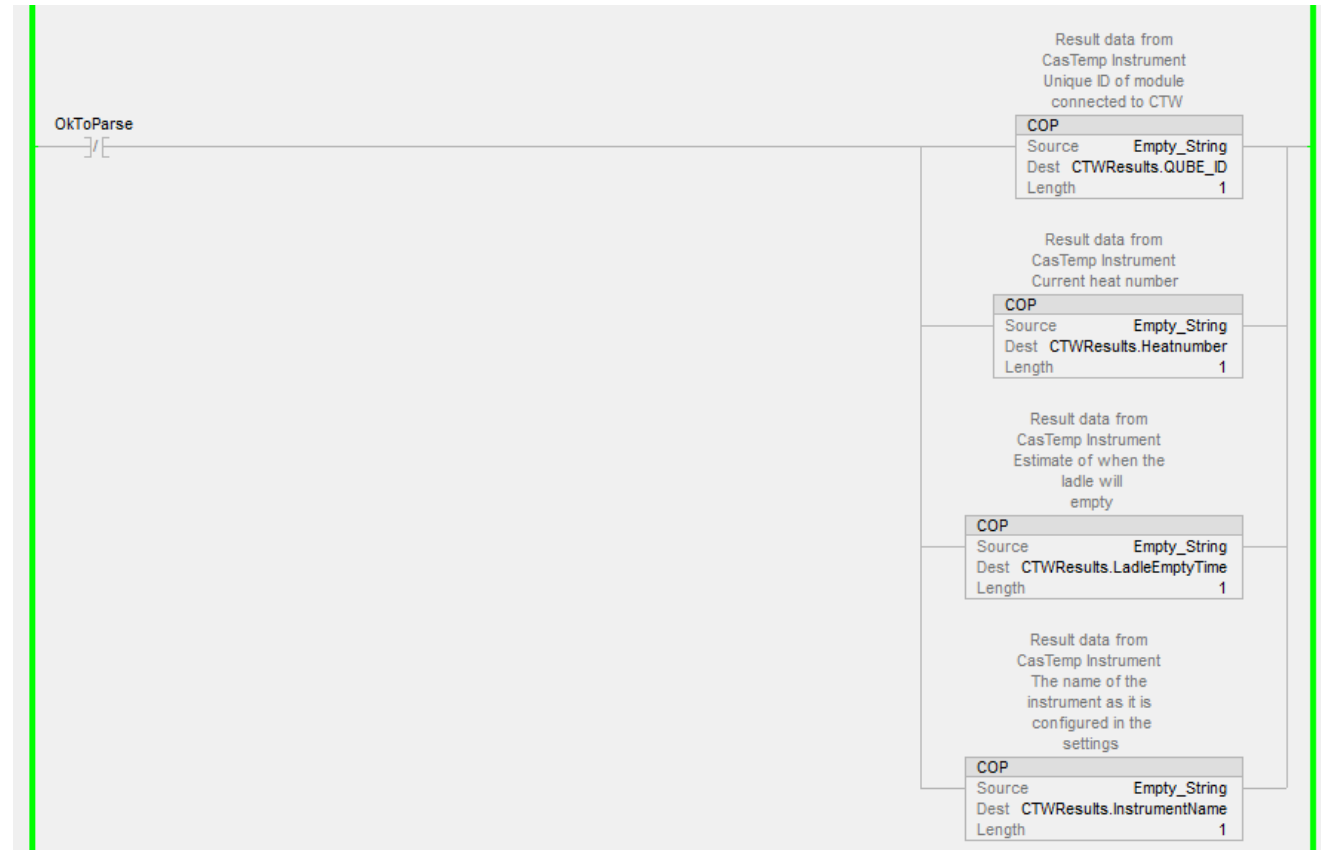 OkToParse
Result data from
CasTemp Instrument
Unique ID of module
connected to CTW
COP
Source Empty_String
Dest CTWResults.QUBE_ID
Length 1
Result data from
CasTemp Instrument
Current heat number
COP
Source Empty_String
Dest CTWResults.Heatnumber
Length 1
Result data from
CasTemp Instrument
Estimate of when the
ladle will
empty
COP
Source Empty_String
Dest CTWResults.LadleEmptyTime
Length 1
Result data from
CasTemp Instrument
The name of the
instrument as it is
configured in the
settings
COP
Source Empty_String
Dest CTWResults.InstrumentName
Length 1